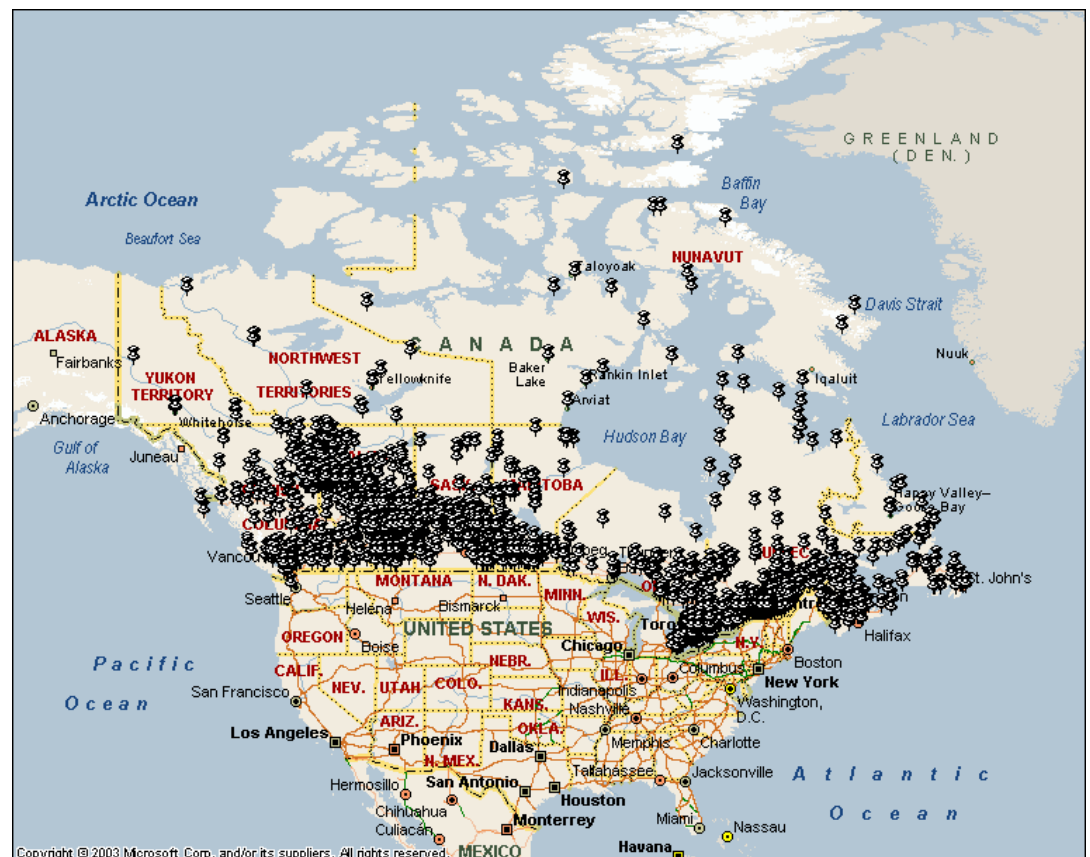 GREENLAND
(DEN.)
Baffin
Bay
Arctic Ocean
Beaufort Sea
NUNAVUT
Taloyoak
Davis Strait
ALASKA
Fairbanks
NORTHWEST
TERRITORIES
CANADA
Nuuk
YUKON
TERRITORY
Yellowknife
Baker
Lake
Rankin Inlet
Iqaluit
Anchorage
Whitehorse
Arviat
Labrador Sea
Gulf of
Alaska
Juneau
Hudson Bay
Happy Valley–
Goose Bay
St. John's
Seattle
MONTANA
N. DAK.
MINN.
Helena
Bismarck
WIS.
Halifax
OREGON
Boise
UNITED STATES
Chicago
N.Y.
Boston
Pacific
Ocean
CALIF.
NEBR.
Columbus
New York
San Francisco
NEV.
UTAH
COLO.
ILL.
Indianapolis
Washington,
D.C.
KANS.
Nashville
Los Angeles
ARIZ.
Phoenix
OKLA.
Dallas
Memphis
Charlotte
N. MEX.
Hermosillo
San Antonio
Tallahassee
Jacksonville
Atlantic
Ocean
Houston
Chihuahua
Culiacán
Monterrey
Miami
Nassau
Havana
MEXICO
Copyright © 2003 Microsoft Corp. and/or its suppliers. All rights reserved.